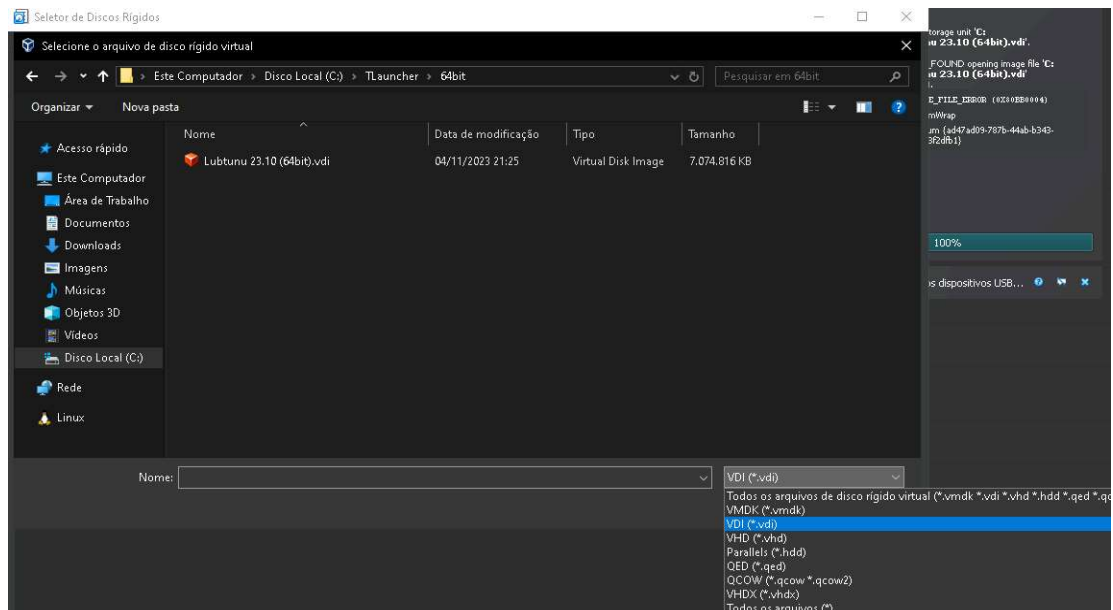 Seletor de Discos Rígidos
Selecione o arquivo de disco rígido virtual
Este Computador > Disco Local (C:) > TLauncher > 64bit
Pesquisar em 64bit
Organizar
Nova pasta
Nome
Data de modificação
Tipo
Tamanho
Lubtunu 23.10 (64bit).vdi
04/11/2023 21:25
Virtual Disk Image
7.074.816 KB
Acesso rápido
Este Computador
Área de Trabalho
Documentos
Downloads
Imagens
Músicas
Objetos 3D
Vídeos
Disco Local (C:)
Rede
Linux
Nome:
VDI (*.vdi)
Todos os arquivos de disco rígido virtual (*.vmdk *.vdi *.vhd *.hdd *.qed *.qc
VMDK (*.vmdk)
VDI (*.vdi)
VHD (*.vhd)
Parallels (*.hdd)
QED (*.qed)
QCOW (*.qcow *.qcow2)
VHDX (*.vhdx)
Todos os arquivos (*)
torage unit 'C:
u 23.10 (64bit).vdi'.
_FOUND opening image file 'C:
u 23.10 (64bit).vdi'
E_FILE_ERROR (0X80BB0004)
mWrap
um {ad47ad09-787b-44ab-b343-
3f2dfb1}
100%
s dispositivos USB...